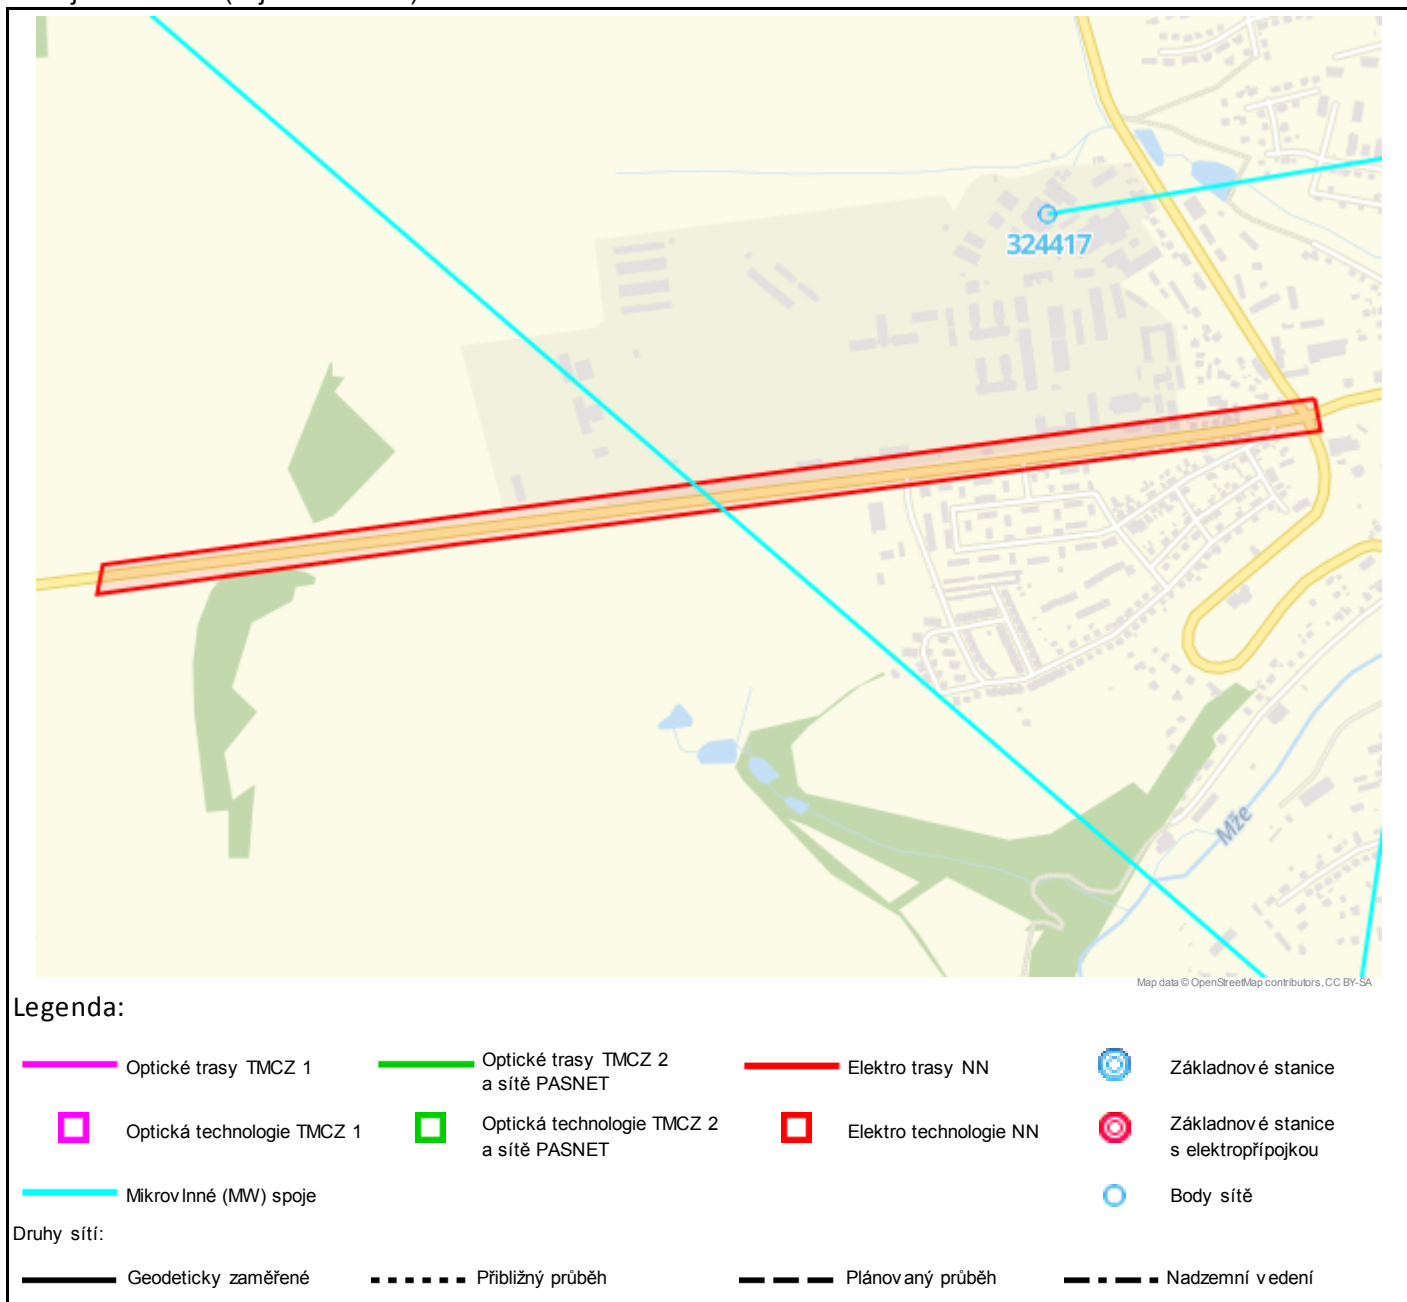 324417
Mže
Map data © OpenStreetMap contributors, CC BY-SA
Legenda:
Optické trasy TMCZ 1
Optické trasy TMCZ 2
a sítě PASNET
Elektro trasy NN
Základnové stanice
Optická technologie TMCZ 1
Optická technologie TMCZ 2
a sítě PASNET
Elektro technologie NN
Základnové stanice
s elektropřípojkou
Mikrovlnné (MW) spoje
Body sítě
Druhy sítí:
Geodeticky zaměřené
Přibližný průběh
Plánovaný průběh
Nadzemní vedení